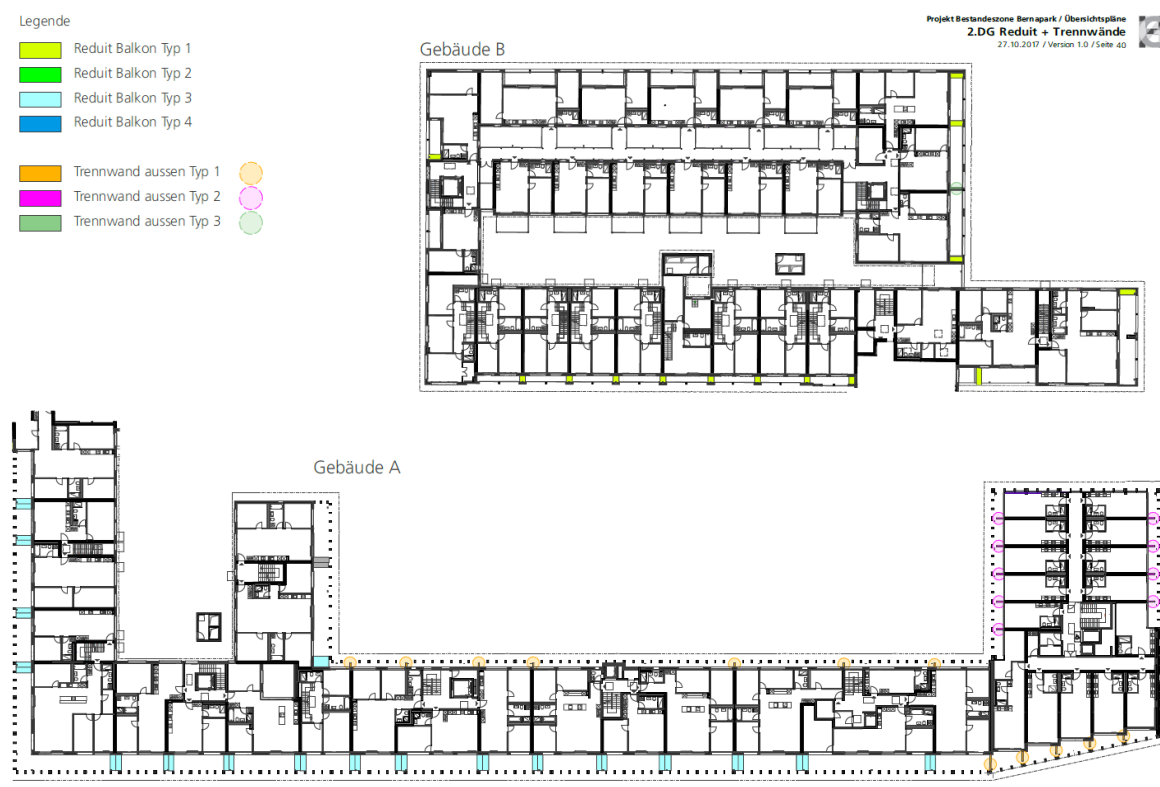 Legende
Reduit Balkon Typ 1
Reduit Balkon Typ 2
Reduit Balkon Typ 3
Reduit Balkon Typ 4
Trennwand aussen Typ 1
Trennwand aussen Typ 2
Trennwand aussen Typ 3
Projekt Bestandeszone Bernapark / Übersichtspläne
2.DG Reduit + Trennwände
27.10.2017 / Version 1.0 / Seite 40
Gebäude B
Gebäude A